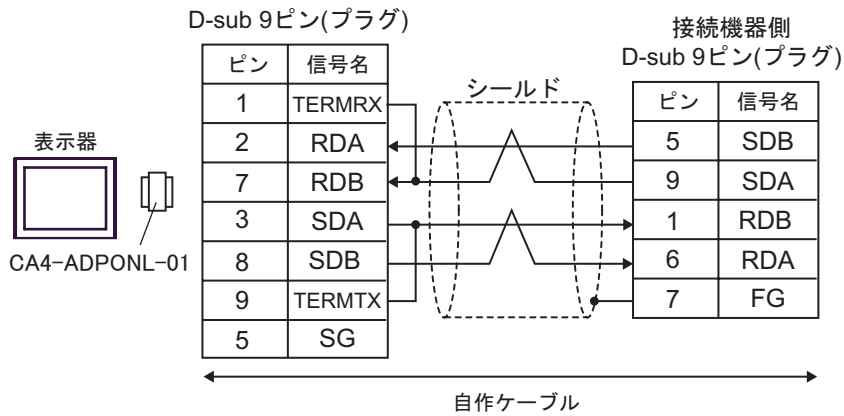 D-sub 9ピン(プラグ)
接続機器側
D-sub 9ピン(プラグ)
表示器
CA4-ADPONL-01
ピン 信号名
1 TERMRX
2 RDA
7 RDB
3 SDA
8 SDB
9 TERMTX
5 SG
シールド
ピン 信号名
5 SDB
9 SDA
1 RDB
6 RDA
7 FG
自作ケーブル